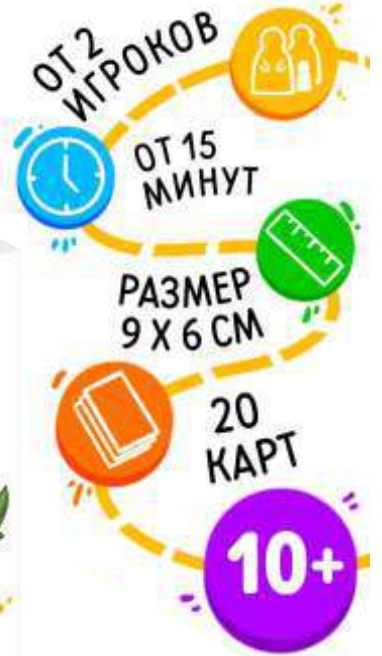 ОТ 2
ИГРОКОВ
ОТ 15
МИНУТ
РАЗМЕР
9 Х 6 СМ
20
КАРТ
10+